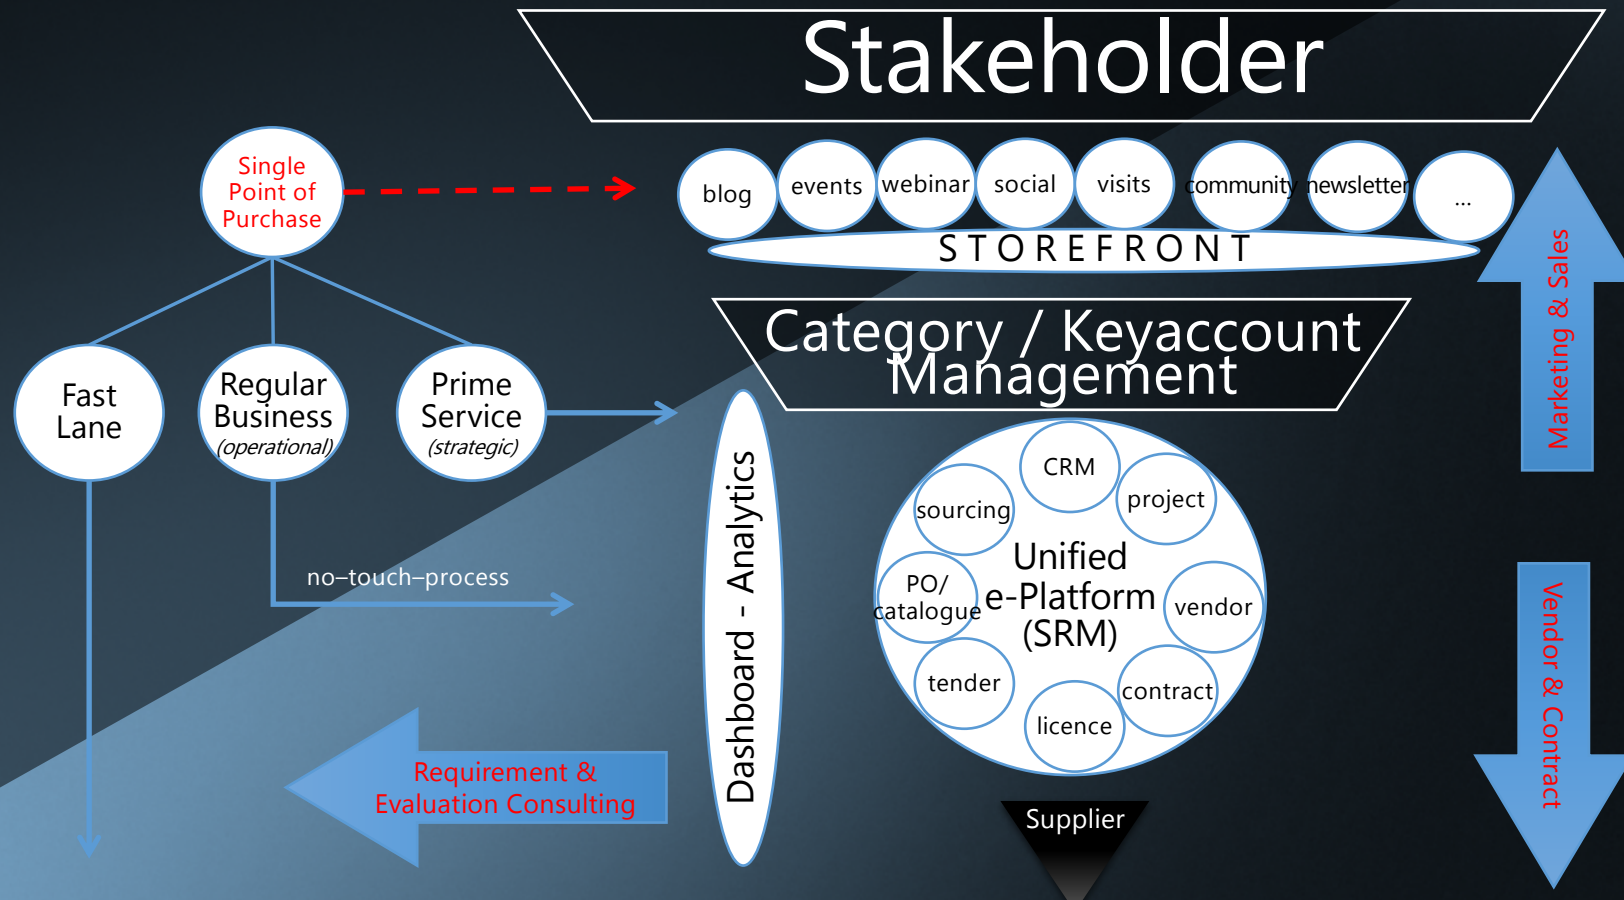 Stakeholder
Single
Point of
Purchase
blog
events
webinar
social
visits
community
newsletter
...
STOREFRONT
Marketing & Sales
Category / Keyaccount
Management
Fast
Lane
Regular
Business
(operational)
Prime
Service
(strategic)
no–touch–process
Dashboard - Analytics
CRM
sourcing
project
Unified
e-Platform
(SRM)
PO/
catalogue
vendor
tender
contract
licence
Vendor & Contract
Requirement &
Evaluation Consulting
Supplier